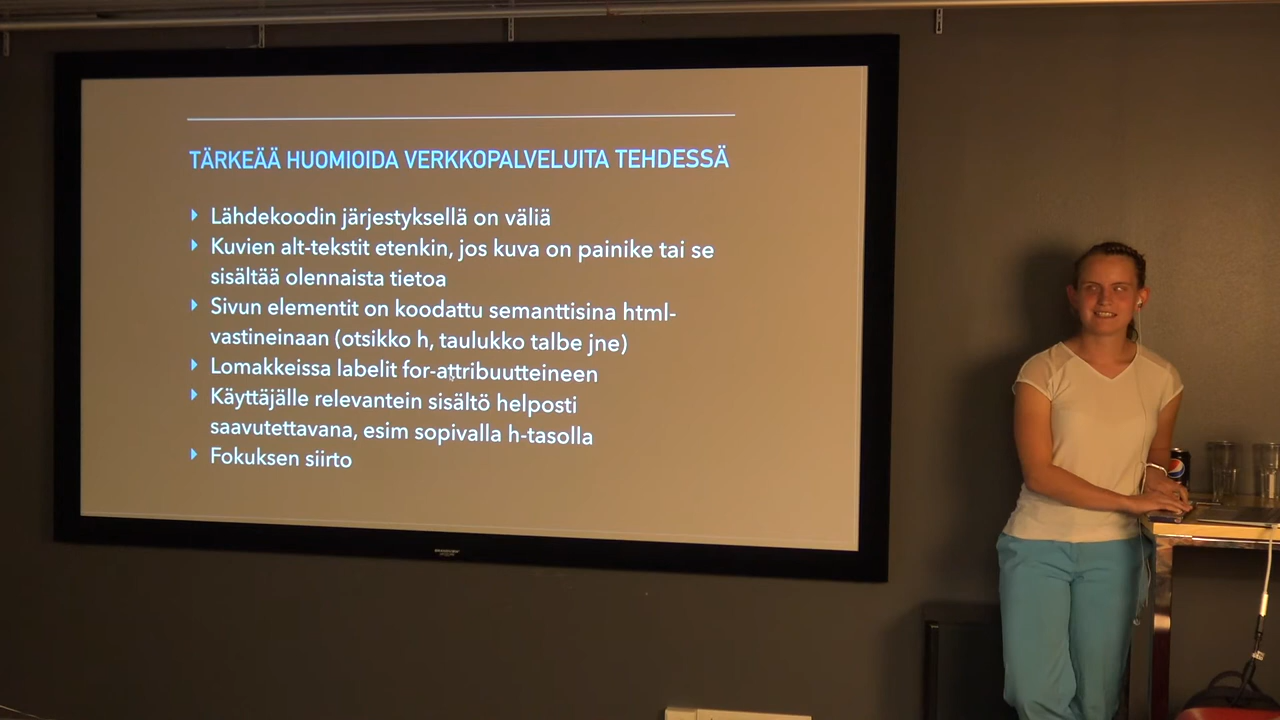 TÄRKEÄÄ HUOMIOIDA VERKKOPALVELUITA TEHDESSÄ
Lähdekoodin järjestyksellä on väliä
Kuvien alt-tekstit etenkin, jos kuva on painike tai se
sisältää olennaista tietoa
Sivun elementit on koodattu semanttisina html-
vastineinaan (otsikko h, taulukko talbe jne)
Lomakkeissa labelit for-attribuutteineen
Käyttäjälle relevantein sisältö helposti
saavutettavana, esim sopivalla h-tasolla
Fokuksen siirto